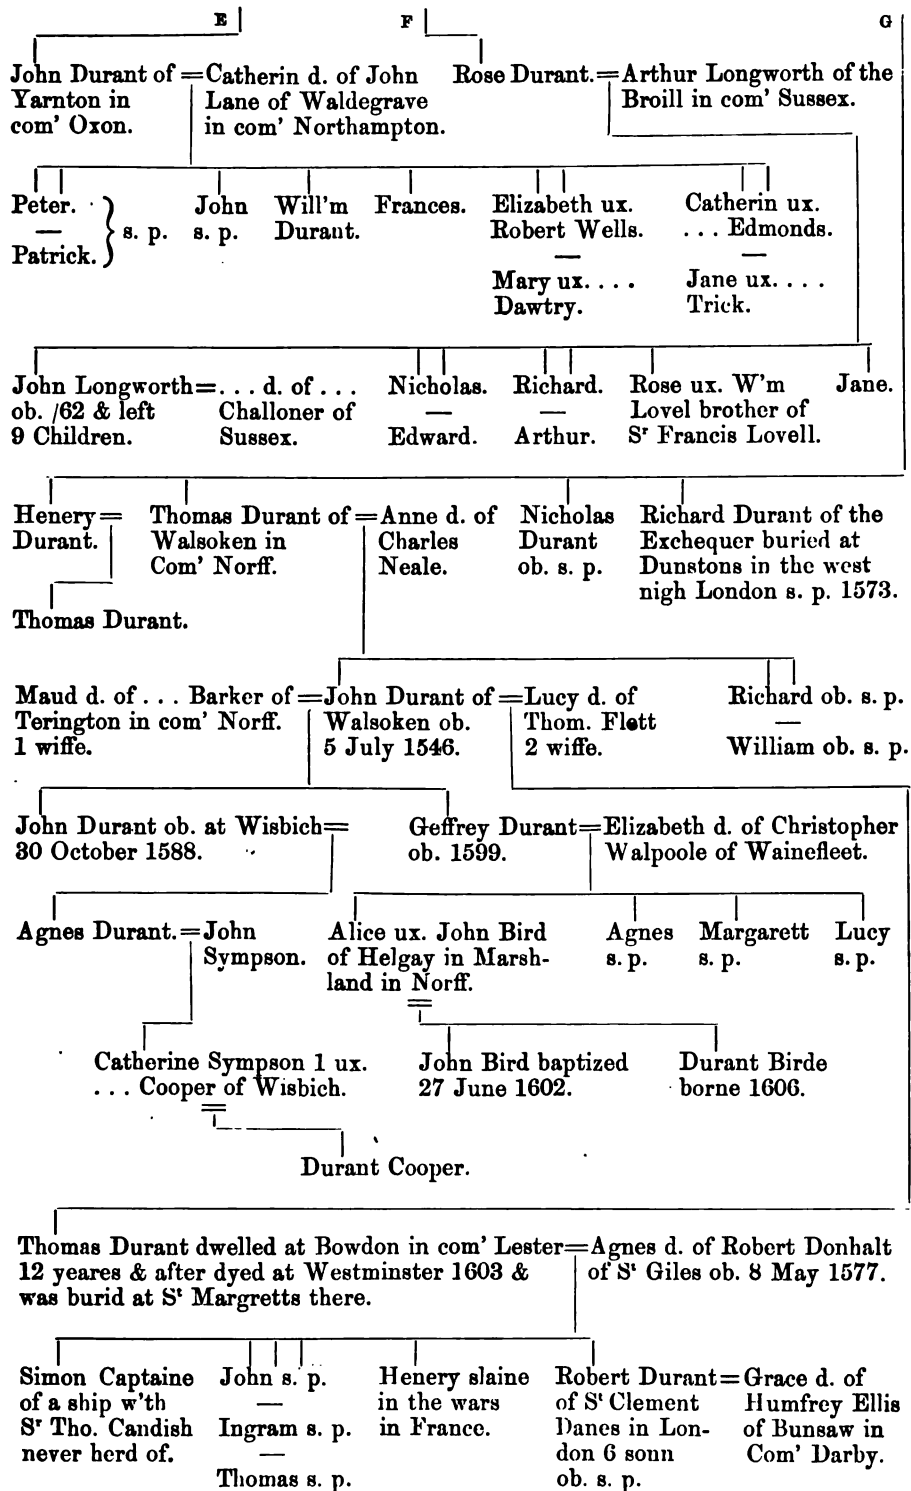 E F G
John Durant of = Catherin d. of John
Yarnton in Lane of Waldegrave
com' Oxon. in com' Northampton.
Rose Durant. = Arthur Longworth of the
Broill in com' Sussex.
Peter.
—
Patrick. } s. p.
John
s. p.
Will'm
Durant.
Frances.
Elizabeth ux.
Robert Wells.
—
Mary ux. . . .
Dawtry.
Catherin ux.
. . . Edmonds.
—
Jane ux. . . .
Trick.
John Longworth = . . . d. of . . .
ob. /62 & left Challoner of
9 Children. Sussex.
Nicholas.
—
Edward.
Richard.
—
Arthur.
Rose ux. W'm
Lovel brother of
Sʳ Francis Lovell.
Jane.
Henery =
Durant.
Thomas Durant of = Anne d. of
Walsoken in Charles
Com' Norff. Neale.
Nicholas
Durant
ob. s. p.
Richard Durant of the
Exchequer buried at
Dunstons in the west
nigh London s. p. 1573.
Thomas Durant.
Maud d. of . . . Barker of = John Durant of = Lucy d. of
Terington in com' Norff. Walsoken ob. Thom. Flett
1 wiffe. 5 July 1546. 2 wiffe.
Richard ob. s. p.
—
William ob. s. p.
John Durant ob. at Wisbich =
30 October 1588.
Geffrey Durant = Elizabeth d. of Christopher
ob. 1599. Walpoole of Wainefleet.
Agnes Durant. = John
Sympson.
Alice ux. John Bird
of Helgay in Marsh-
land in Norff.
=
Agnes
s. p.
Margarett
s. p.
Lucy
s. p.
Catherine Sympson 1 ux.
. . . Cooper of Wisbich.
=
John Bird baptized
27 June 1602.
Durant Birde
borne 1606.
Durant Cooper.
Thomas Durant dwelled at Bowdon in com' Lester = Agnes d. of Robert Donhalt
12 yeares & after dyed at Westminster 1603 & of Sᵗ Giles ob. 8 May 1577.
was burid at Sᵗ Margretts there.
Simon Captaine
of a ship w'th
Sʳ Tho. Candish
never herd of.
John s. p.
—
Ingram s. p.
—
Thomas s. p.
Henery slaine
in the wars
in France.
Robert Durant = Grace d. of
of Sᵗ Clement Humfrey Ellis
Danes in Lon- of Bunsaw in
don 6 sonn Com' Darby.
ob. s. p.